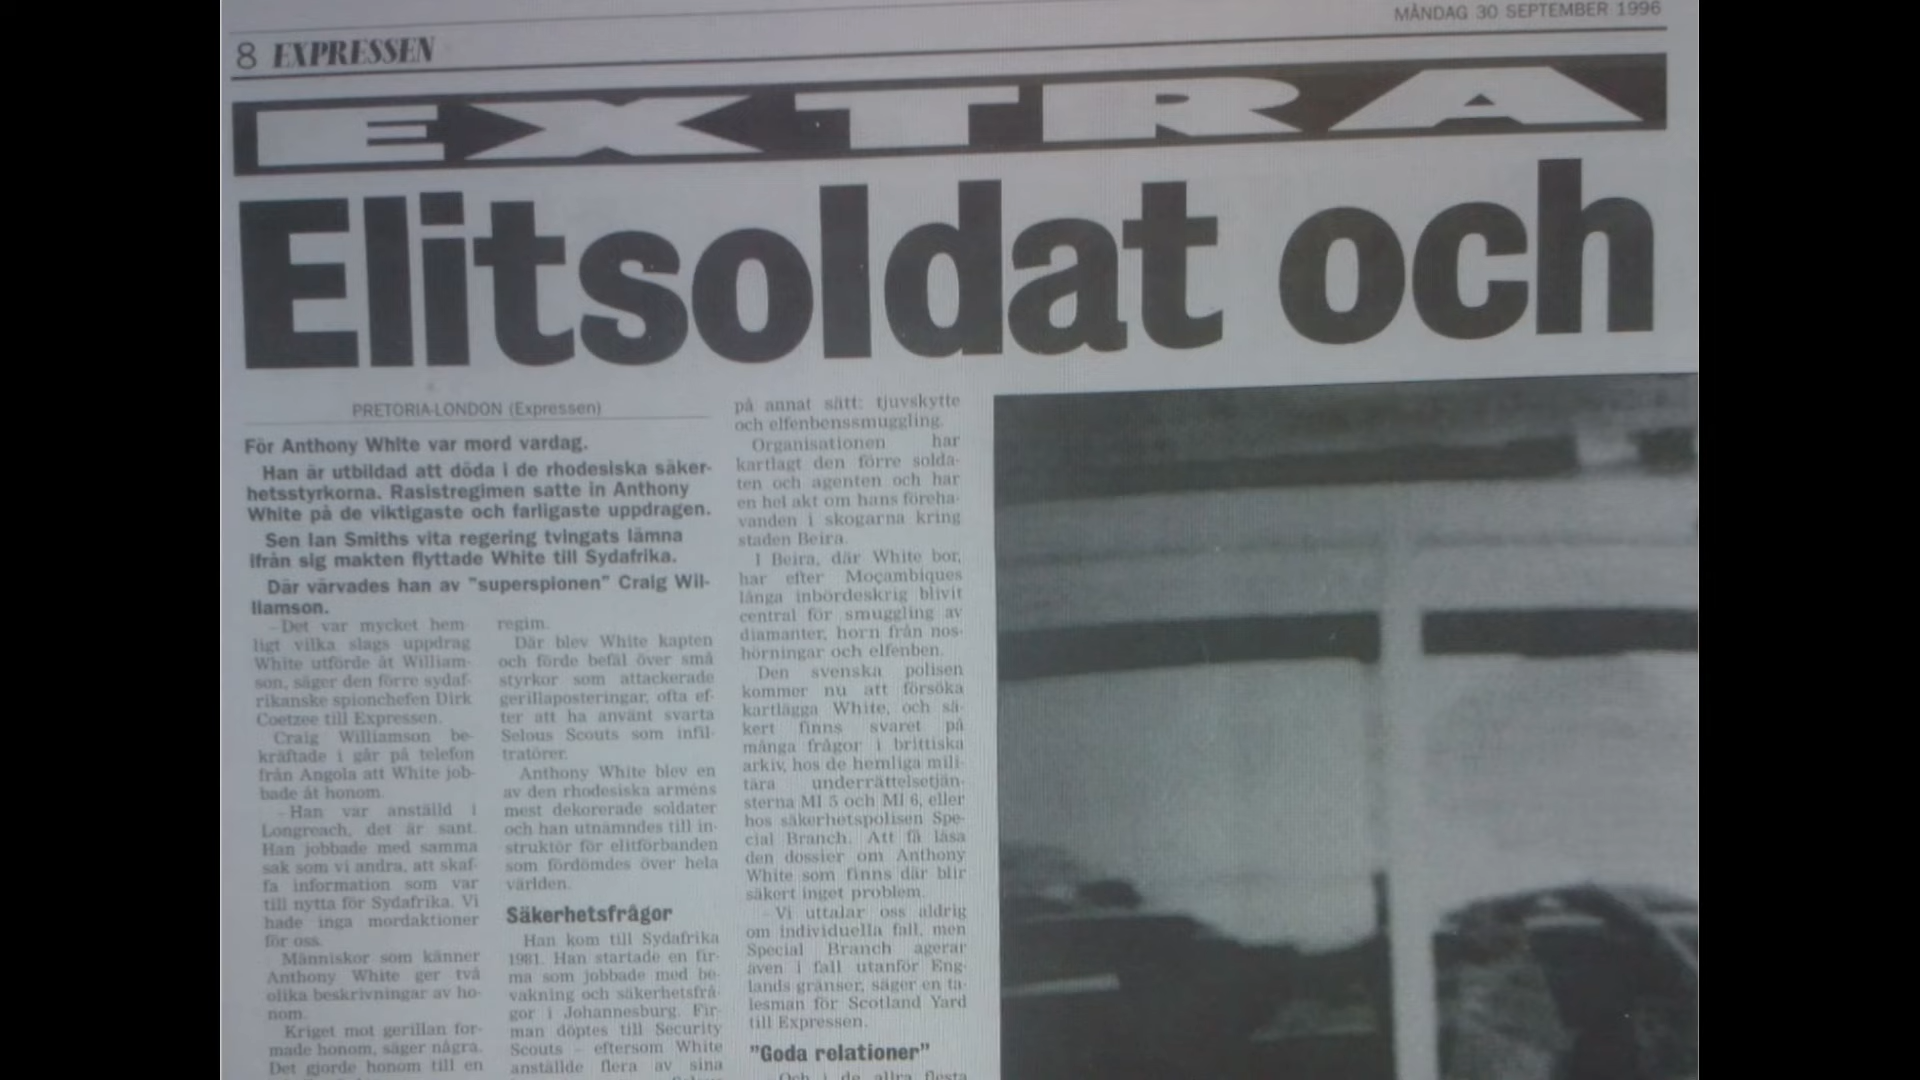 MÅNDAG 30 SEPTEMBER 1996
8 EXPRESSEN
EXTRA
Elitsoldat och
PRETORIA-LONDON (Expressen)
För Anthony White var mord vardag.
Han är utbildad att döda i de rhodesiska säker-
hetsstyrkorna. Rasistregimen satte in Anthony
White på de viktigaste och farligaste uppdragen.
Sen Ian Smiths vita regering tvingats lämna
ifrån sig makten flyttade White till Sydafrika.
Där värvades han av "superspionen" Craig Wil-
liamson.
–Det var mycket hem-
ligt vilka slags uppdrag
White utförde åt William-
son, säger den förre sydaf-
rikanske spionchefen Dirk
Coetzee till Expressen.
Craig Williamson be-
kräftade i går på telefon
från Angola att White job-
bade åt honom.
–Han var anställd i
Longreach, det är sant.
Han jobbade med samma
sak som vi andra, att skaf-
fa information som var
till nytta för Sydafrika. Vi
hade inga mordaktioner
för oss.
Människor som känner
Anthony White ger två
olika beskrivningar av ho-
nom.
Kriget mot gerillan for-
made honom, säger några.
Det gjorde honom till en
regim.
Där blev White kapten
och förde befäl över små
styrkor som attackerade
gerillaposteringar, ofta ef-
ter att ha använt svarta
Selous Scouts som infil-
tratörer.
Anthony White blev en
av den rhodesiska arméns
mest dekorerade soldater
och han utnämndes till in-
struktör för elitförbanden
som fördömdes över hela
världen.
Säkerhetsfrågor
Han kom till Sydafrika
1981. Han startade en fir-
ma som jobbade med be-
vakning och säkerhetsfrå-
gor i Johannesburg. Fir-
man döptes till Security
Scouts – eftersom White
anställde flera av sina
på annat sätt: tjuvskytte
och elfenbenssmuggling.
Organisationen har
kartlagt den förre solda-
ten och agenten och har
en hel akt om hans föreha-
vanden i skogarna kring
staden Beira.
I Beira, där White bor,
har efter Moçambiques
långa inbördeskrig blivit
central för smuggling av
diamanter, horn från nos-
hörningar och elfenben.
Den svenska polisen
kommer nu att försöka
kartlägga White, och sä-
kert finns svaret på
många frågor i brittiska
arkiv, hos de hemliga mili-
tära underrättelsetjän-
sterna MI 5 och MI 6, eller
hos säkerhetspolisen Spe-
cial Branch. Att få läsa
den dossier om Anthony
White som finns där blir
säkert inget problem.
–Vi uttalar oss aldrig
om individuella fall, men
Special Branch agerar
även i fall utanför Eng-
lands gränser, säger en ta-
lesman för Scotland Yard
till Expressen.
"Goda relationer"
Och i de allra flesta